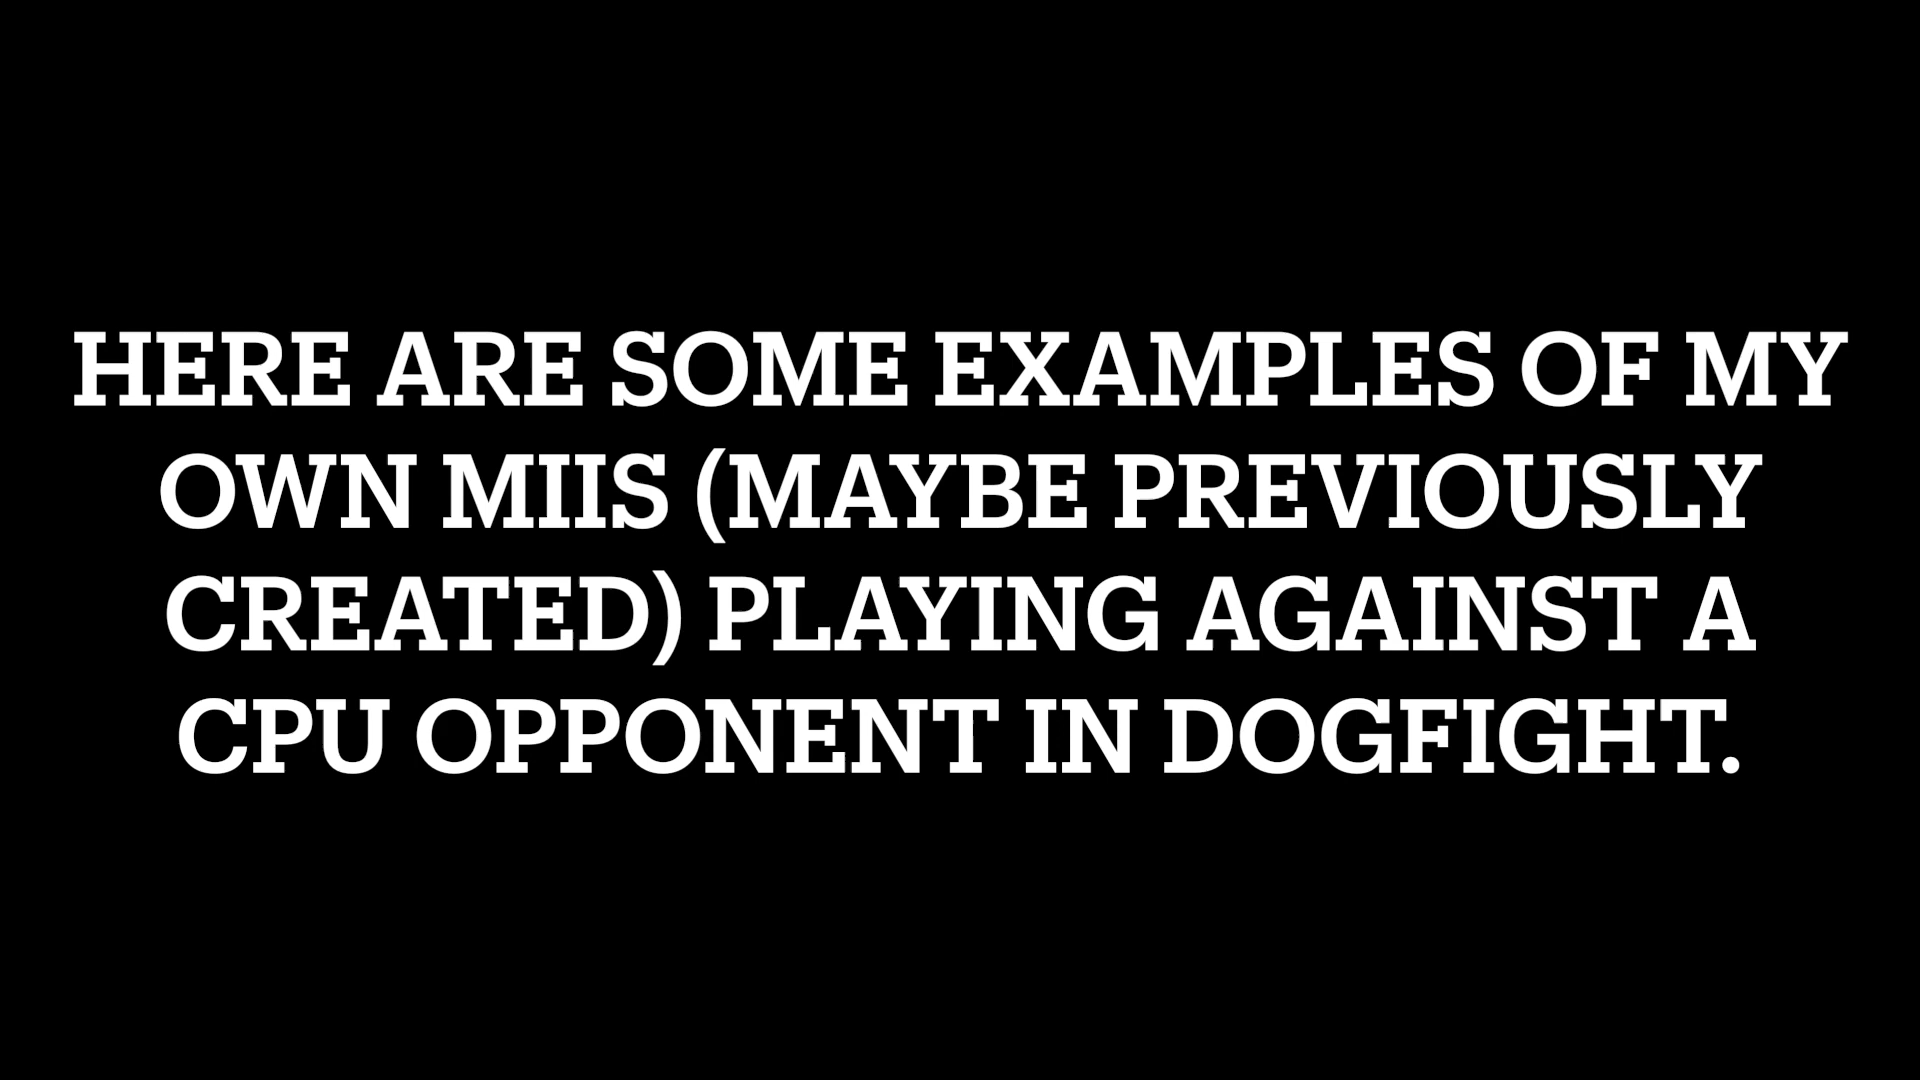 HERE ARE SOME EXAMPLES OF MY
OWN MIIS (MAYBE PREVIOUSLY
CREATED) PLAYING AGAINST A
CPU OPPONENT IN DOGFIGHT.